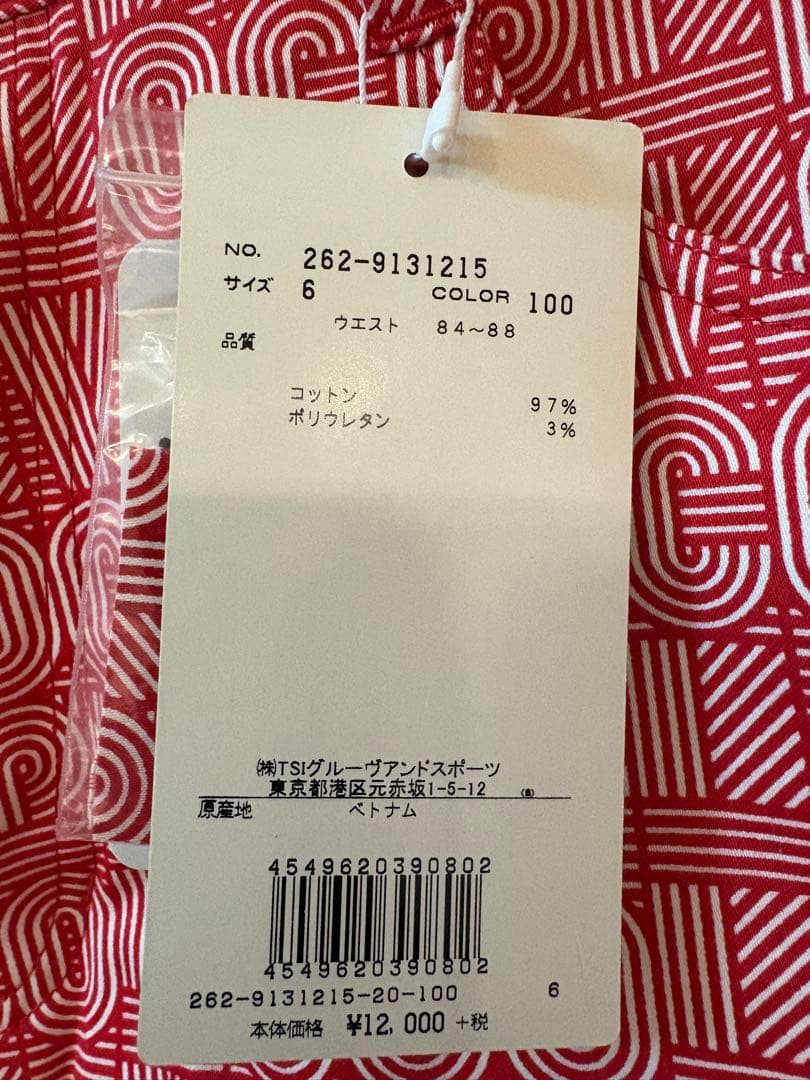 NO. 262-9131215
サイズ 6 COLOR 100
ウエスト 84~88
品質
コットン 97%
ポリウレタン 3%
㈱TSIグルーヴアンドスポーツ
東京都港区元赤坂1-5-12 (a)
原産地 ベトナム
4549620390802
4549620390802
262-9131215-20-100 6
本体価格 ¥12,000 +税